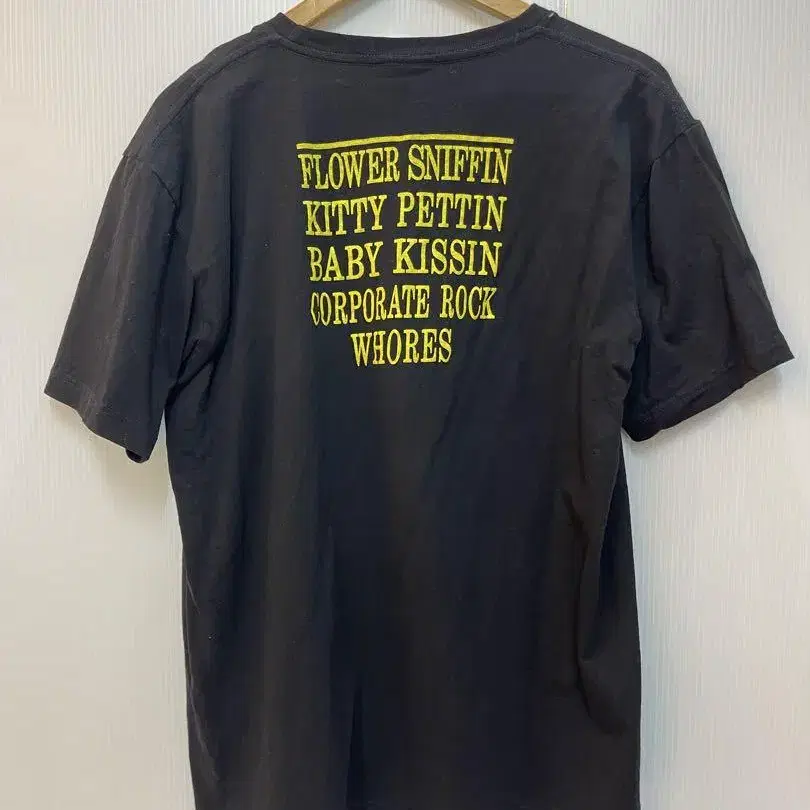 FLOWER SNIFFIN
KITTY PETTIN
BABY KISSIN
CORPORATE ROCK
WHORES